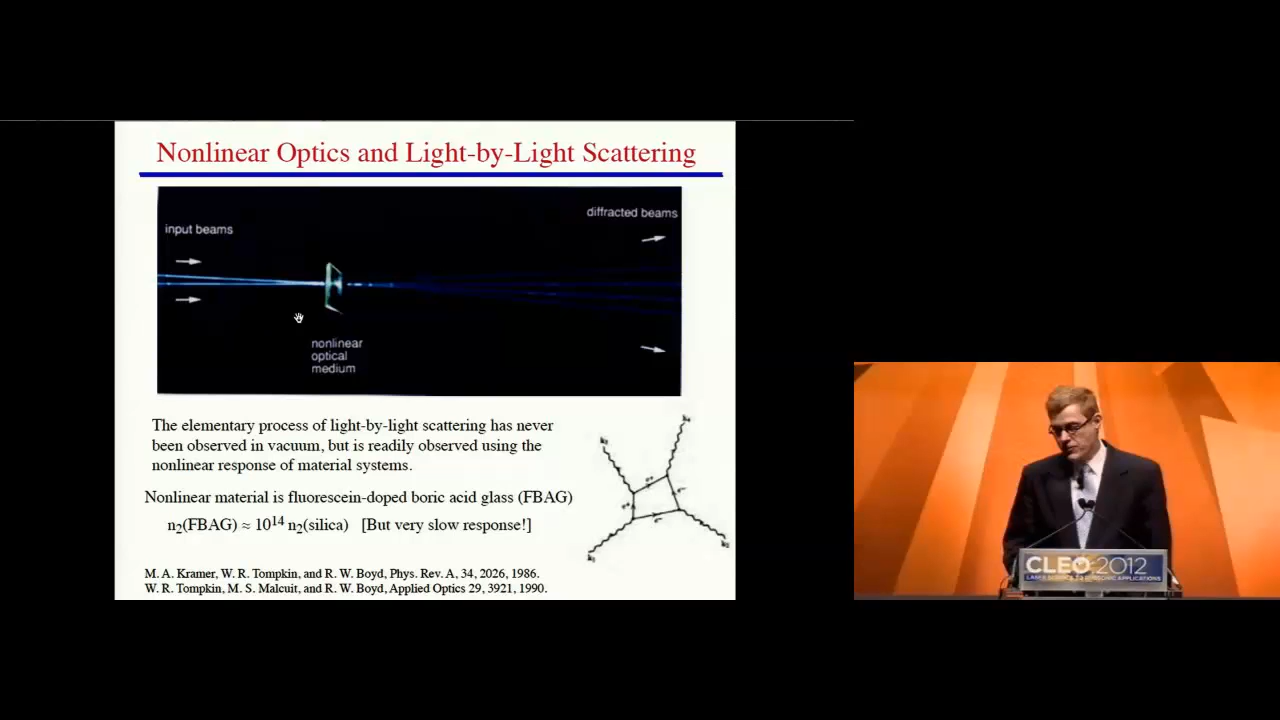 Nonlinear Optics and Light-by-Light Scattering
input beams
diffracted beams
nonlinear
optical
medium
The elementary process of light-by-light scattering has never
been observed in vacuum, but is readily observed using the
nonlinear response of material systems.
Nonlinear material is fluorescein-doped boric acid glass (FBAG)
n₂(FBAG) ≈ 10¹⁴ n₂(silica) [But very slow response!]
M. A. Kramer, W. R. Tompkin, and R. W. Boyd, Phys. Rev. A, 34, 2026, 1986.
W. R. Tompkin, M. S. Malcuit, and R. W. Boyd, Applied Optics 29, 3921, 1990.
CLEO:2012